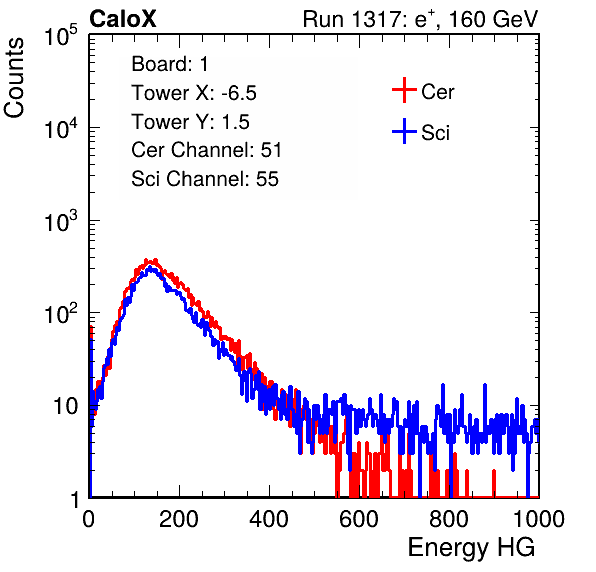 CaloX Run 1317: e⁺, 160 GeV
Counts
10⁵
10⁴
10³
10²
10
1
Board: 1
Tower X: -6.5
Tower Y: 1.5
Cer Channel: 51
Sci Channel: 55
Cer
Sci
0 200 400 600 800 1000
Energy HG